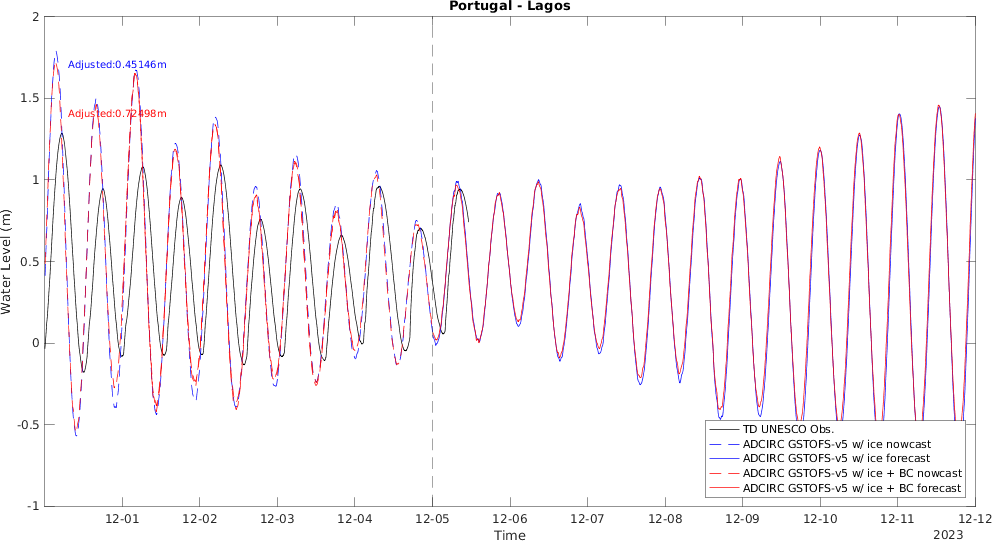 Portugal - Lagos
2
1.5
1
0.5
0
-0.5
-1
Water Level (m)
Adjusted:0.45146m
Adjusted:0.72498m
TD UNESCO Obs.
ADCIRC GSTOFS-v5 w/ ice nowcast
ADCIRC GSTOFS-v5 w/ ice forecast
ADCIRC GSTOFS-v5 w/ ice + BC nowcast
ADCIRC GSTOFS-v5 w/ ice + BC forecast
12-01 12-02 12-03 12-04 12-05 12-06 12-07 12-08 12-09 12-10 12-11 12-12
Time
2023